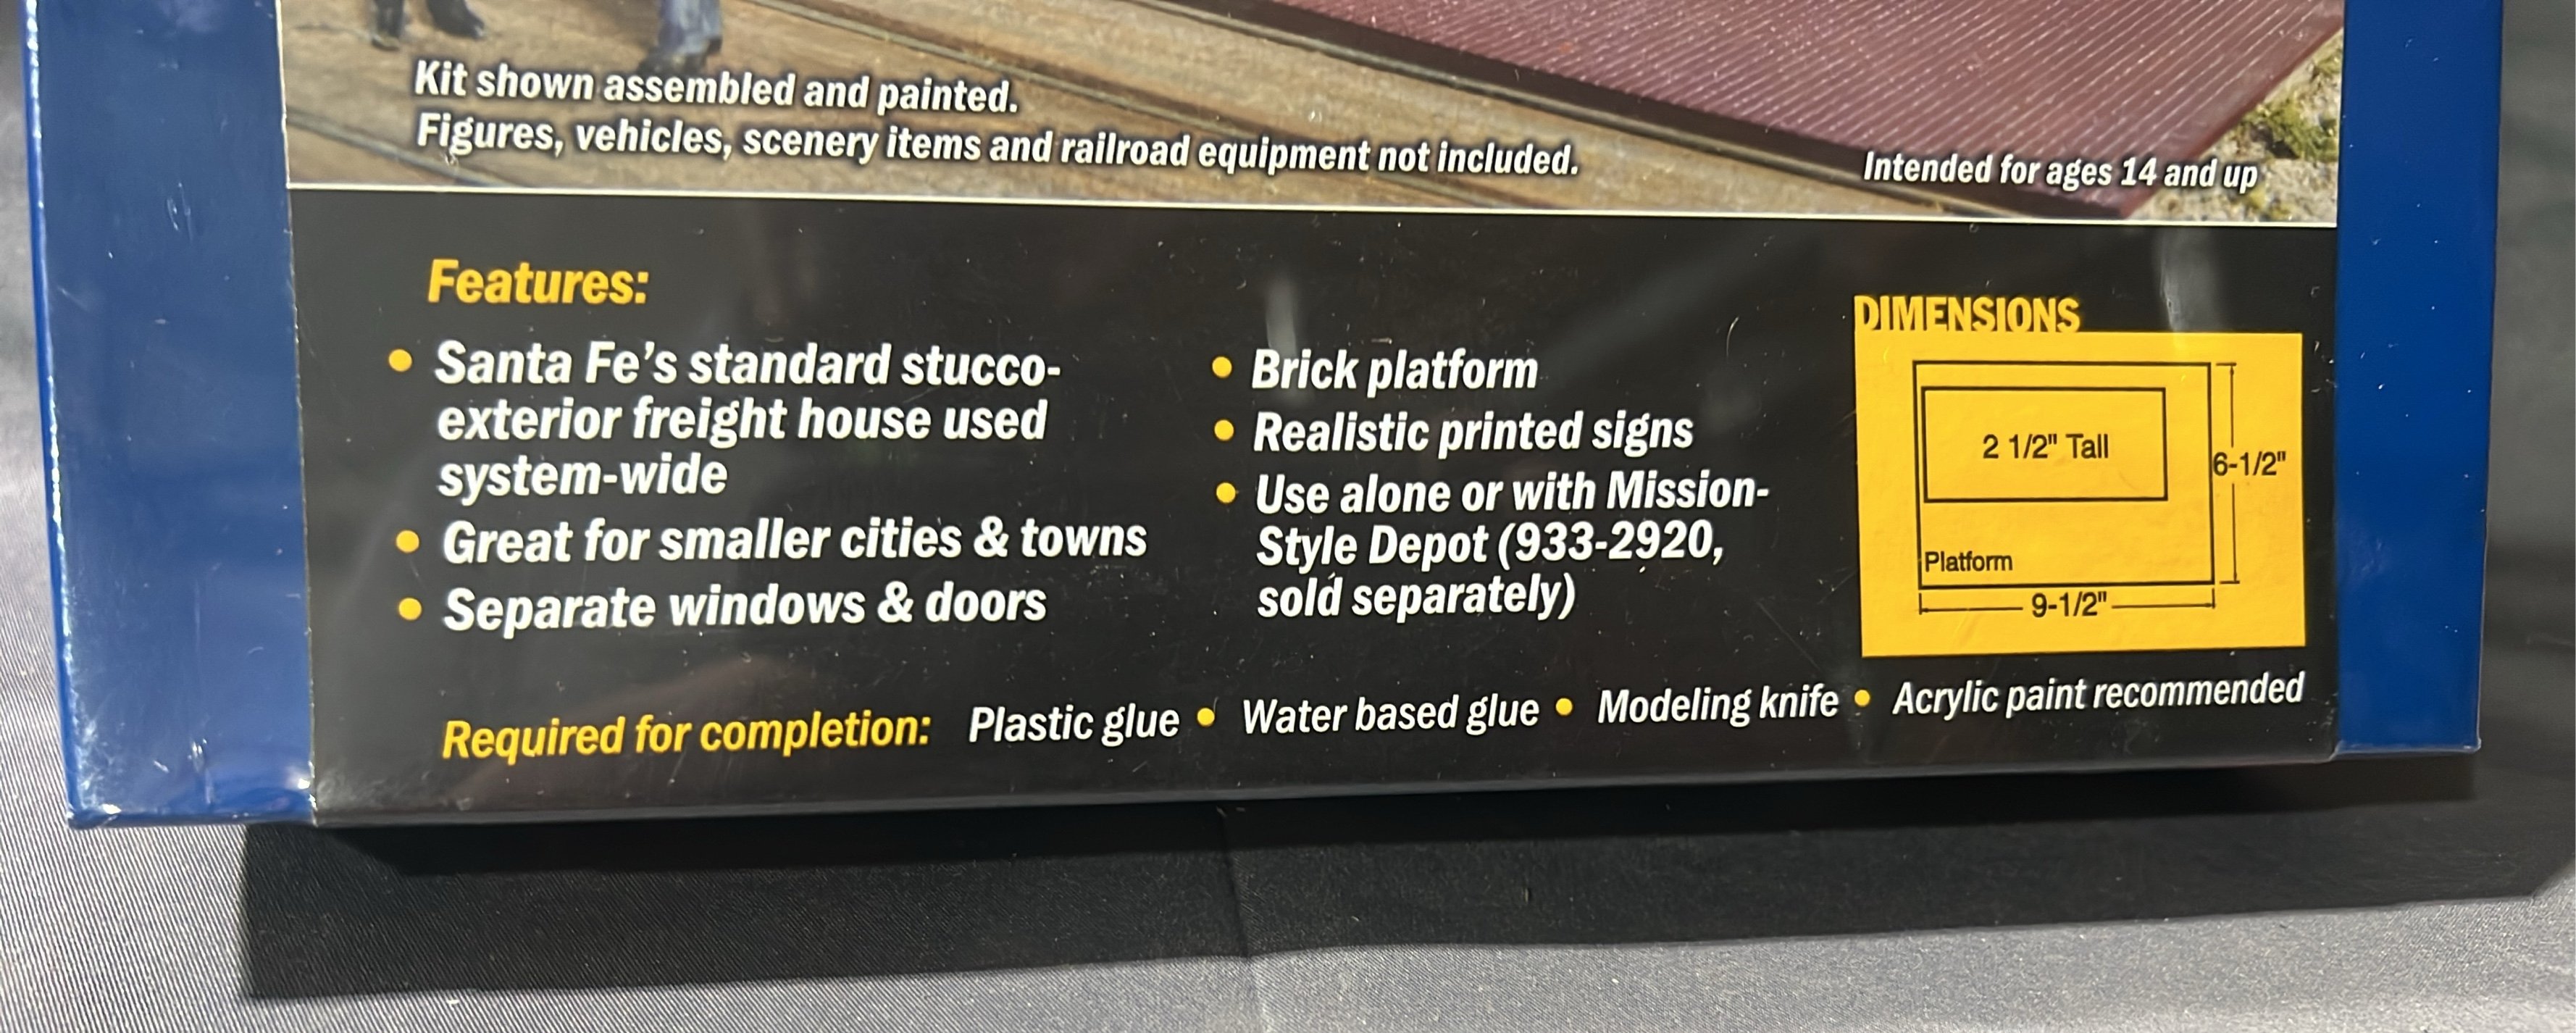 Kit shown assembled and painted.
Figures, vehicles, scenery items and railroad equipment not included.
Intended for ages 14 and up
Features:
• Santa Fe's standard stucco-
exterior freight house used
system-wide
• Great for smaller cities & towns
• Separate windows & doors
• Brick platform
• Realistic printed signs
• Use alone or with Mission-
Style Depot (933-2920,
sold separately)
DIMENSIONS
2 1/2" Tall
6-1/2"
Platform
9-1/2"
Required for completion: Plastic glue • Water based glue • Modeling knife • Acrylic paint recommended